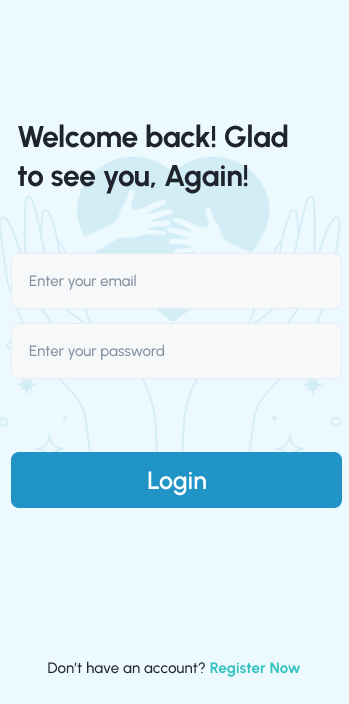 Welcome back! Glad
to see you, Again!
Enter your email
Enter your password
Login
Don't have an account? Register Now